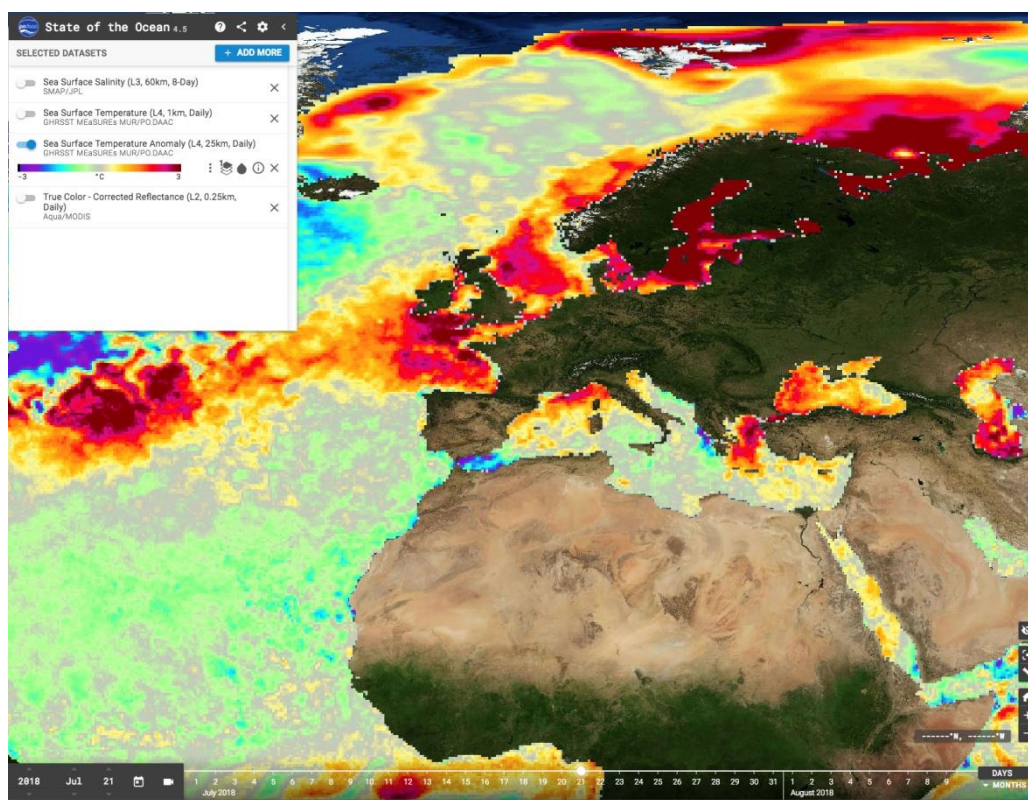 State of the Ocean 4.5
SELECTED DATASETS
+ ADD MORE
Sea Surface Salinity (L3, 60km, 8-Day)
SMAP/JPL
Sea Surface Temperature (L4, 1km, Daily)
GHRSST MEaSUREs MUR/PO.DAAC
Sea Surface Temperature Anomaly (L4, 25km, Daily)
GHRSST MEaSUREs MUR/PO.DAAC
-3 °C 3
True Color - Corrected Reflectance (L2, 0.25km,
Daily)
Aqua/MODIS
------°N, ------°W
2018 Jul 21
1 2 3 4 5 6 7 8 9 10 11 12 13 14 15 16 17 18 19 20 21 22 23 24 25 26 27 28 29 30 31 1 2 3 4 5 6 7 8 9
July 2018 August 2018
DAYS
MONTHS